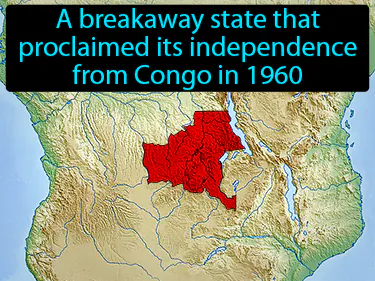 A breakaway state that
proclaimed its independence
from Congo in 1960